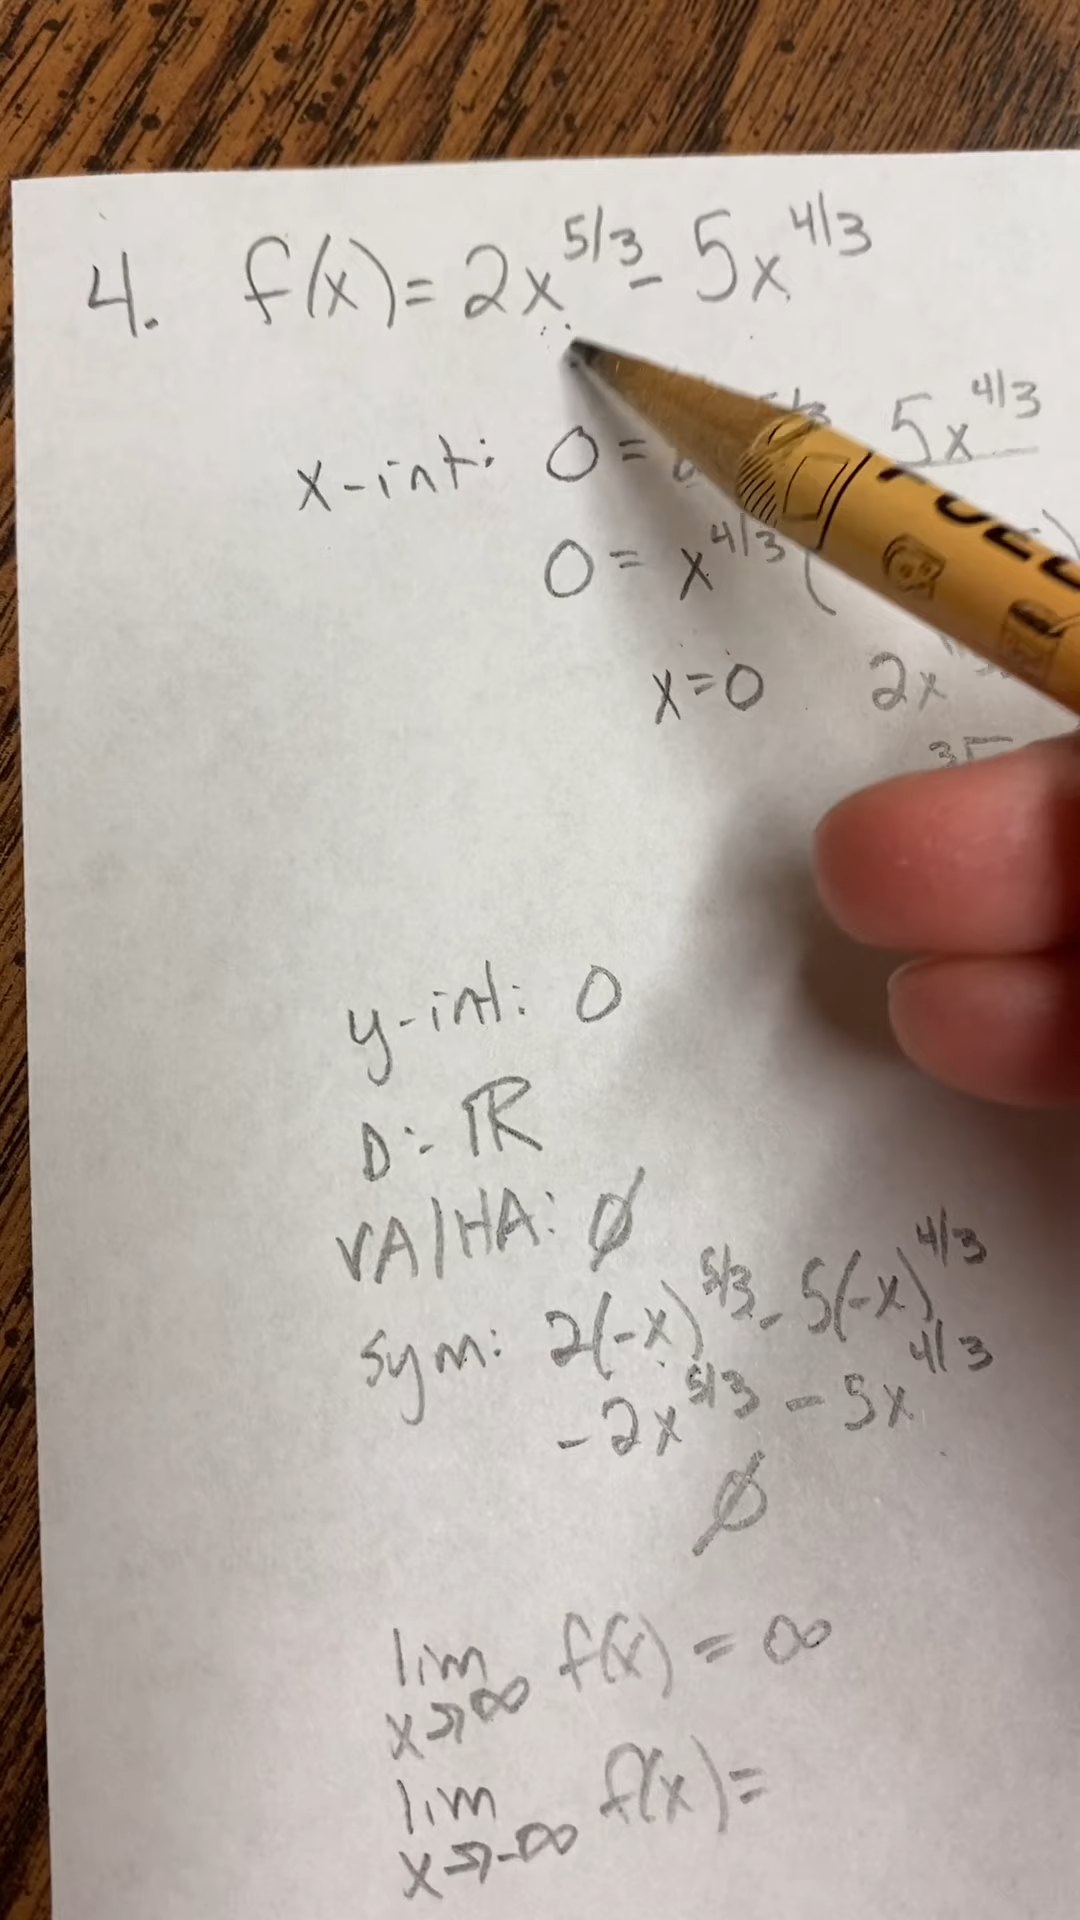 4. f(x) = 2x^5/3 - 5x^4/3
x-int: 0 = 5x^4/3
0 = x^4/3 (
x=0 2x
y-int: 0
D: ℝ
VA/HA: ∅
sym: 2(-x)^5/3 - 5(-x)^4/3
-2x^5/3 - 5x^4/3
∅
lim f(x) = ∞
x→∞
lim f(x) =
x→-∞